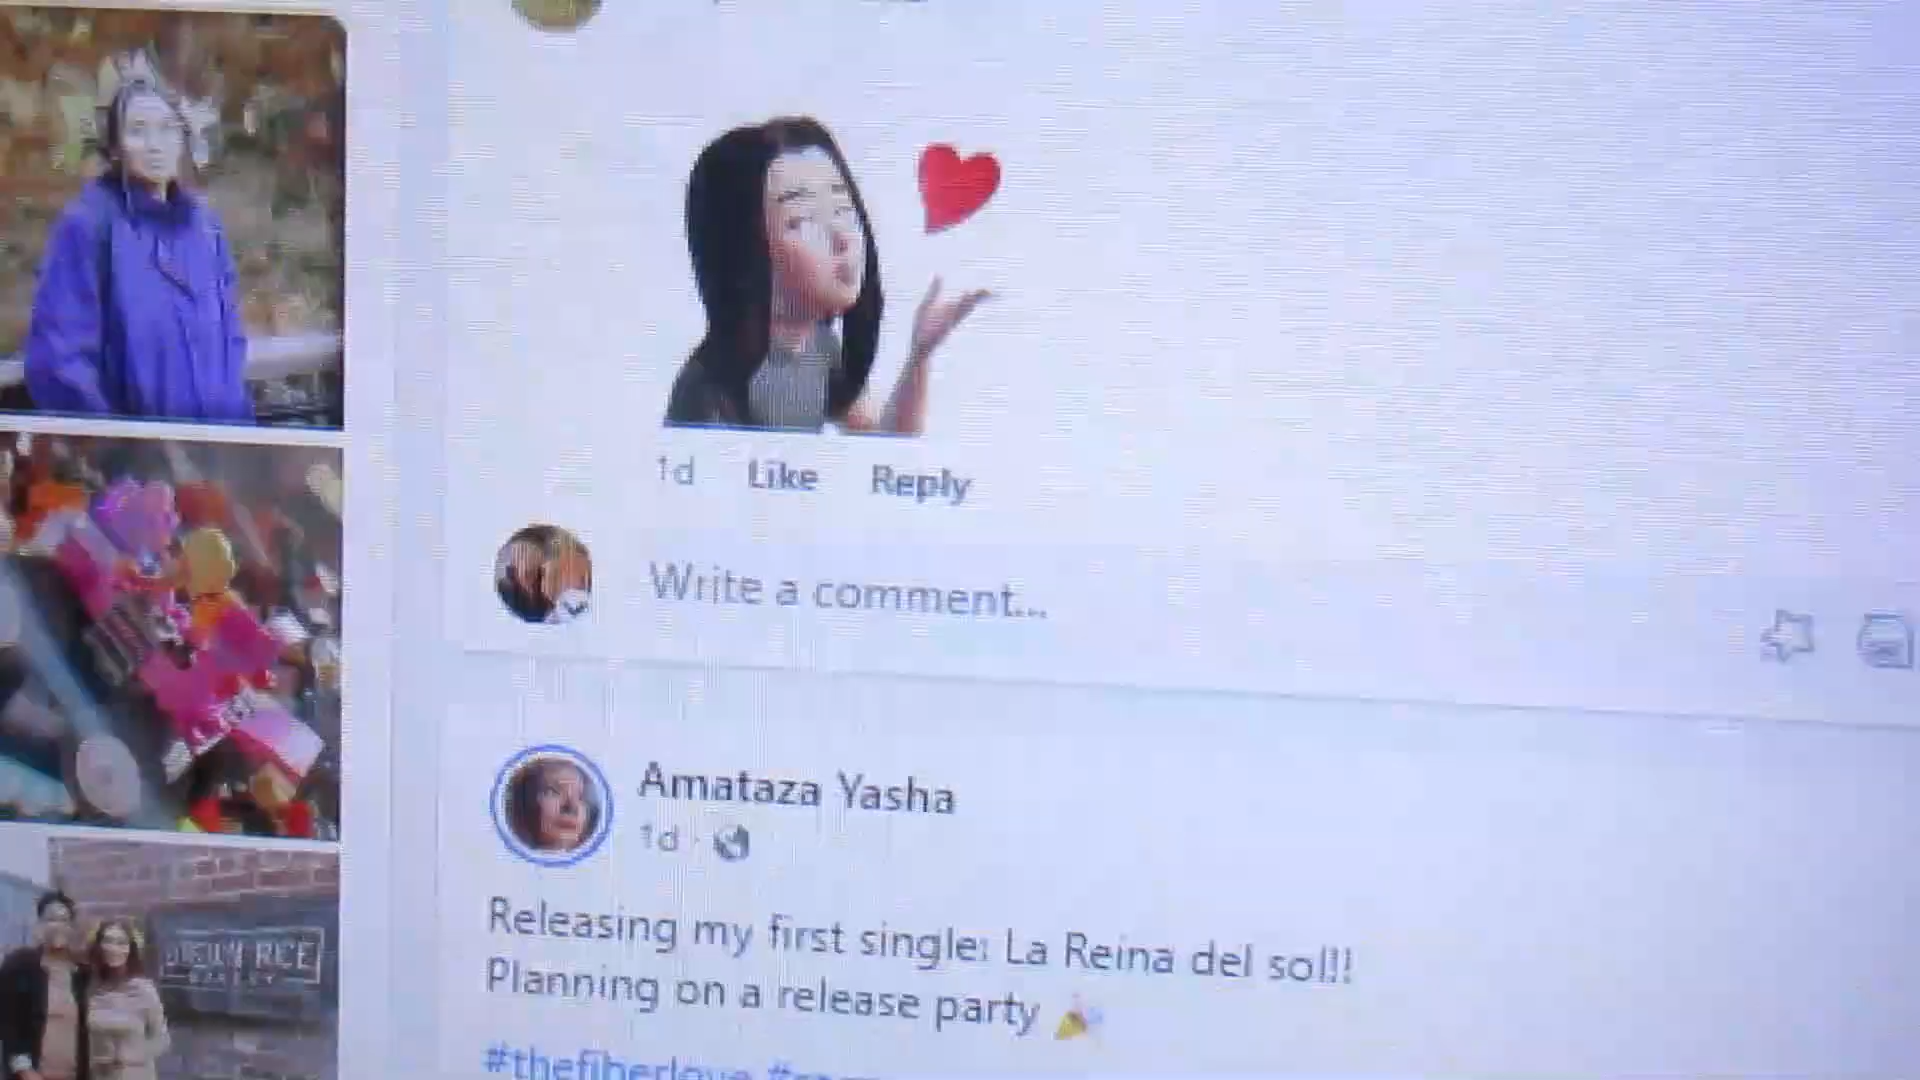 1d Like Reply
Write a comment...
Amataza Yasha
1d ·
Releasing my first single: La Reina del sol!!
Planning on a release party 🎉
#thefiberlove